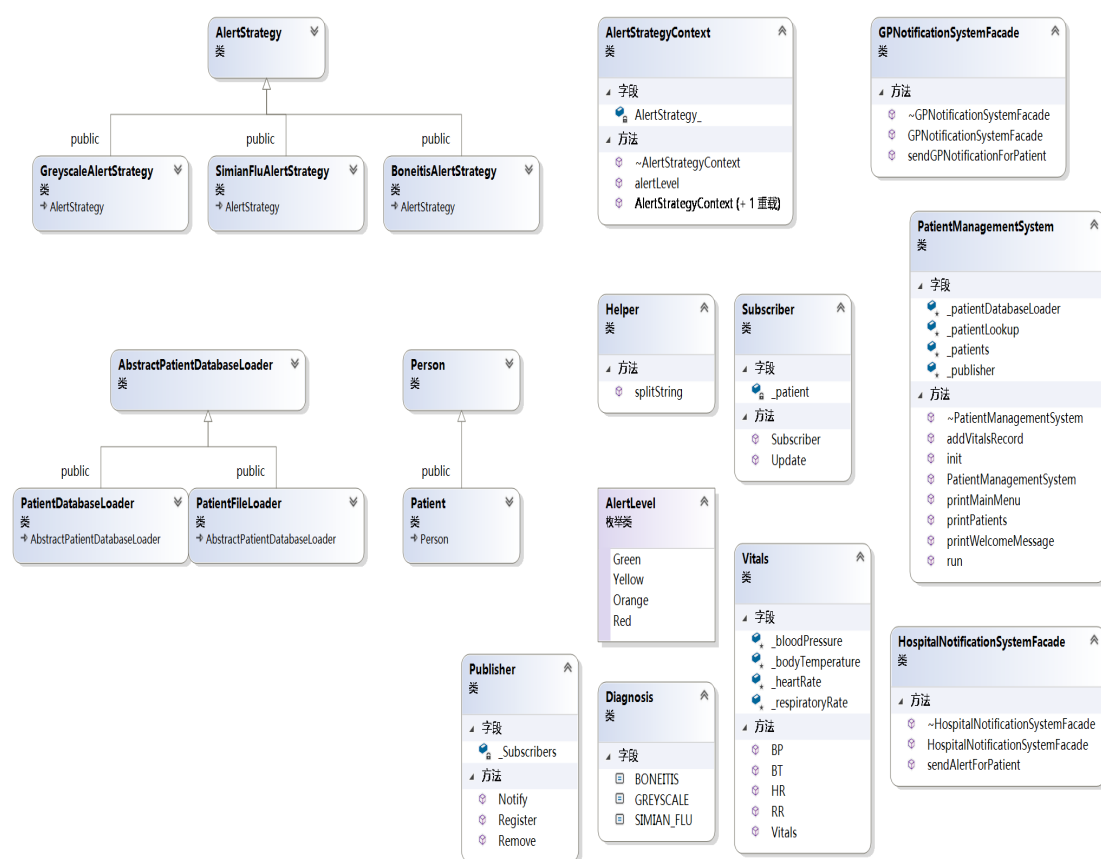 AlertStrategy
类
public
public
public
GreyscaleAlertStrategy
类
AlertStrategy
SimianFluAlertStrategy
类
AlertStrategy
BoneitisAlertStrategy
类
AlertStrategy
AlertStrategyContext
类
字段
AlertStrategy_
方法
~AlertStrategyContext
alertLevel
AlertStrategyContext (+ 1 重载)
GPNotificationSystemFacade
类
方法
~GPNotificationSystemFacade
GPNotificationSystemFacade
sendGPNotificationForPatient
PatientManagementSystem
类
字段
_patientDatabaseLoader
_patientLookup
_patients
_publisher
方法
~PatientManagementSystem
addVitalsRecord
init
PatientManagementSystem
printMainMenu
printPatients
printWelcomeMessage
run
AbstractPatientDatabaseLoader
类
public
public
PatientDatabaseLoader
类
AbstractPatientDatabaseLoader
PatientFileLoader
类
AbstractPatientDatabaseLoader
Person
类
public
Patient
类
Person
Helper
类
方法
splitString
Subscriber
类
字段
_patient
方法
Subscriber
Update
AlertLevel
枚举类
Green
Yellow
Orange
Red
Vitals
类
字段
_bloodPressure
_bodyTemperature
_heartRate
_respiratoryRate
方法
BP
BT
HR
RR
Vitals
Publisher
类
字段
_Subscribers
方法
Notify
Register
Remove
Diagnosis
类
字段
BONEITIS
GREYSCALE
SIMIAN_FLU
HospitalNotificationSystemFacade
类
方法
~HospitalNotificationSystemFacade
HospitalNotificationSystemFacade
sendAlertForPatient